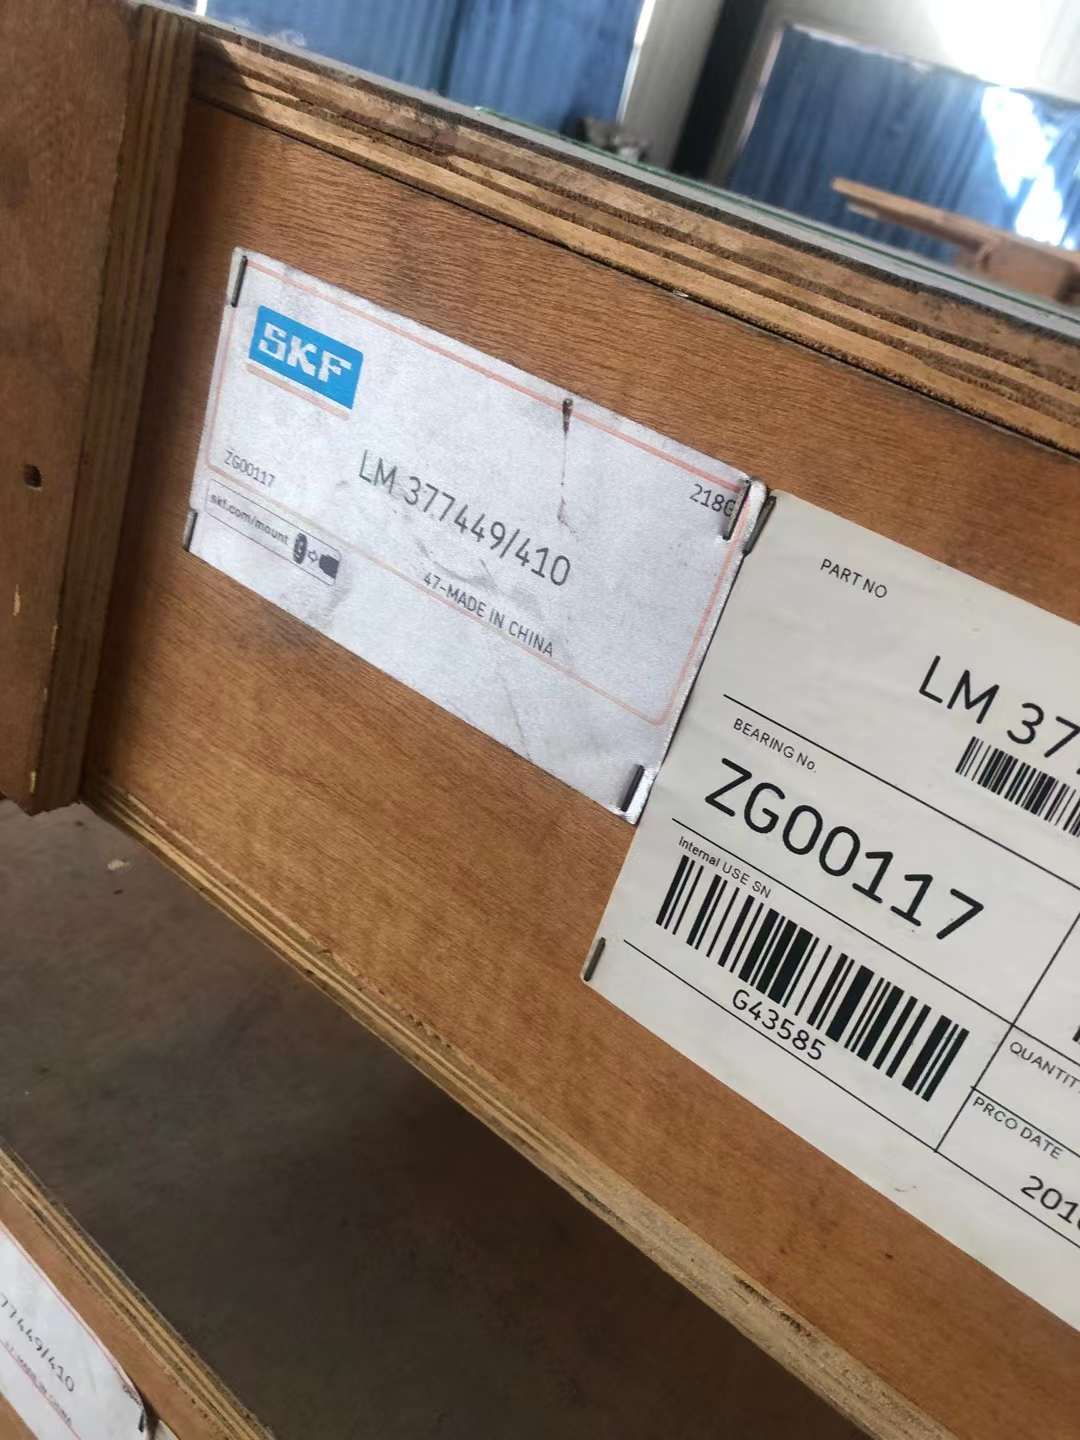 SKF
218G
ZG00117
LM 377449/410
skf.com/mount
47-MADE IN CHINA
PART NO
LM 37
BEARING No.
ZG00117
Internal USE SN
G43585
QUANTIT
PRCO DATE
201
77449/410